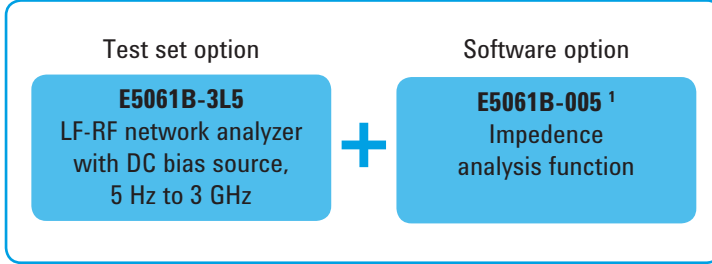 Test set option
E5061B-3L5
LF-RF network analyzer
with DC bias source,
5 Hz to 3 GHz
+
Software option
E5061B-005 1
Impedence
analysis function